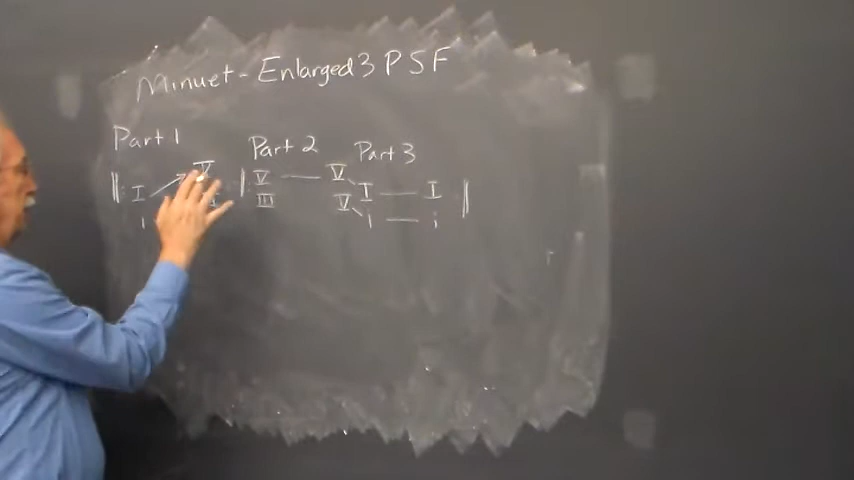 Minuet - Enlarged 3 PSF
Part 1 Part 2 Part 3
‖: I V | V — V I — I ‖
i III V i — i